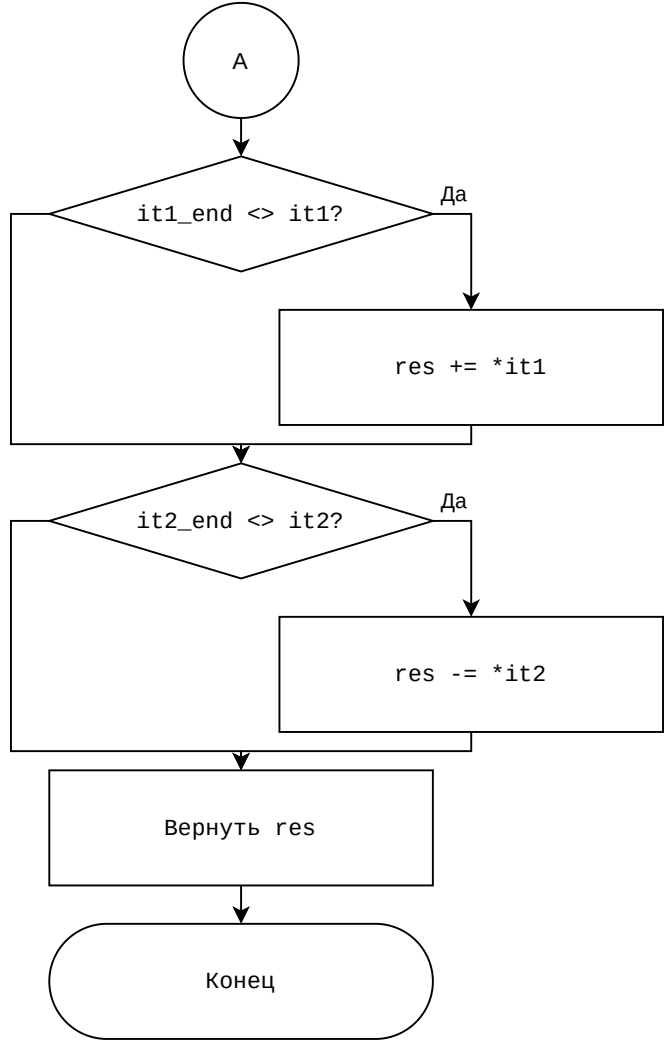 A
it1_end <> it1?
Да
res += *it1
it2_end <> it2?
Да
res -= *it2
Вернуть res
Конец